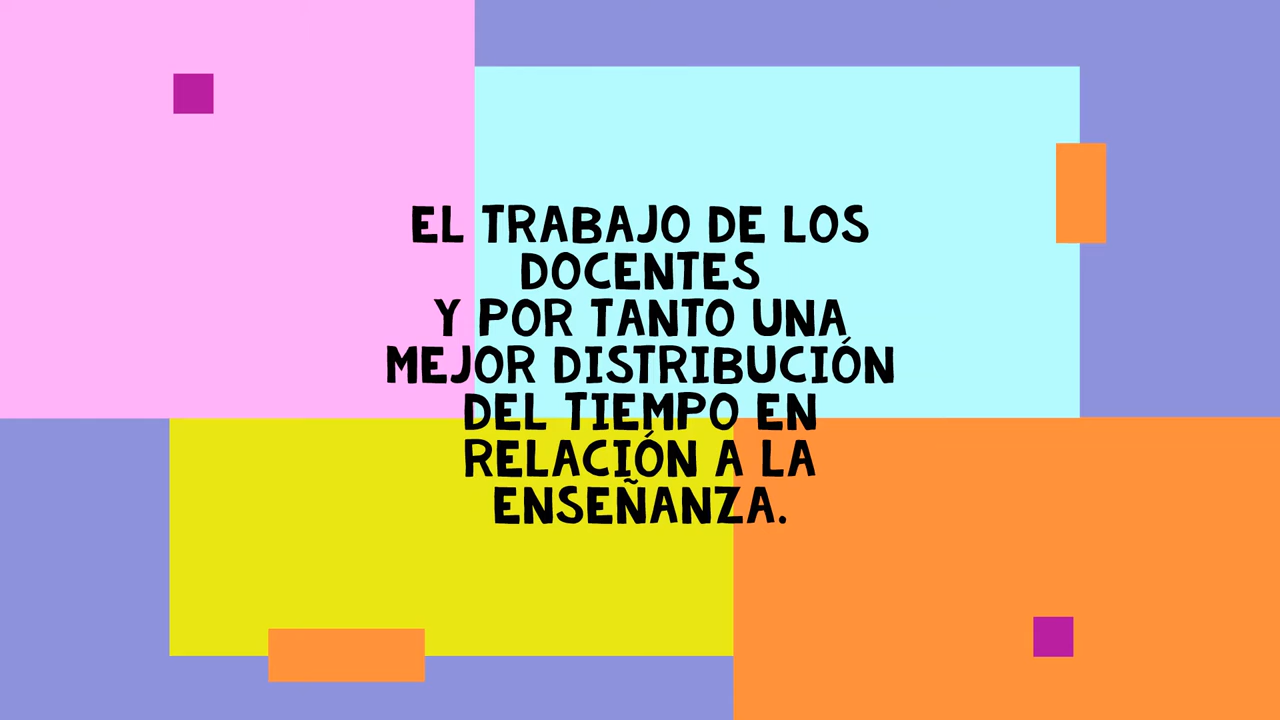 EL TRABAJO DE LOS
DOCENTES
Y POR TANTO UNA
MEJOR DISTRIBUCIÓN
DEL TIEMPO EN
RELACIÓN A LA
ENSEÑANZA.